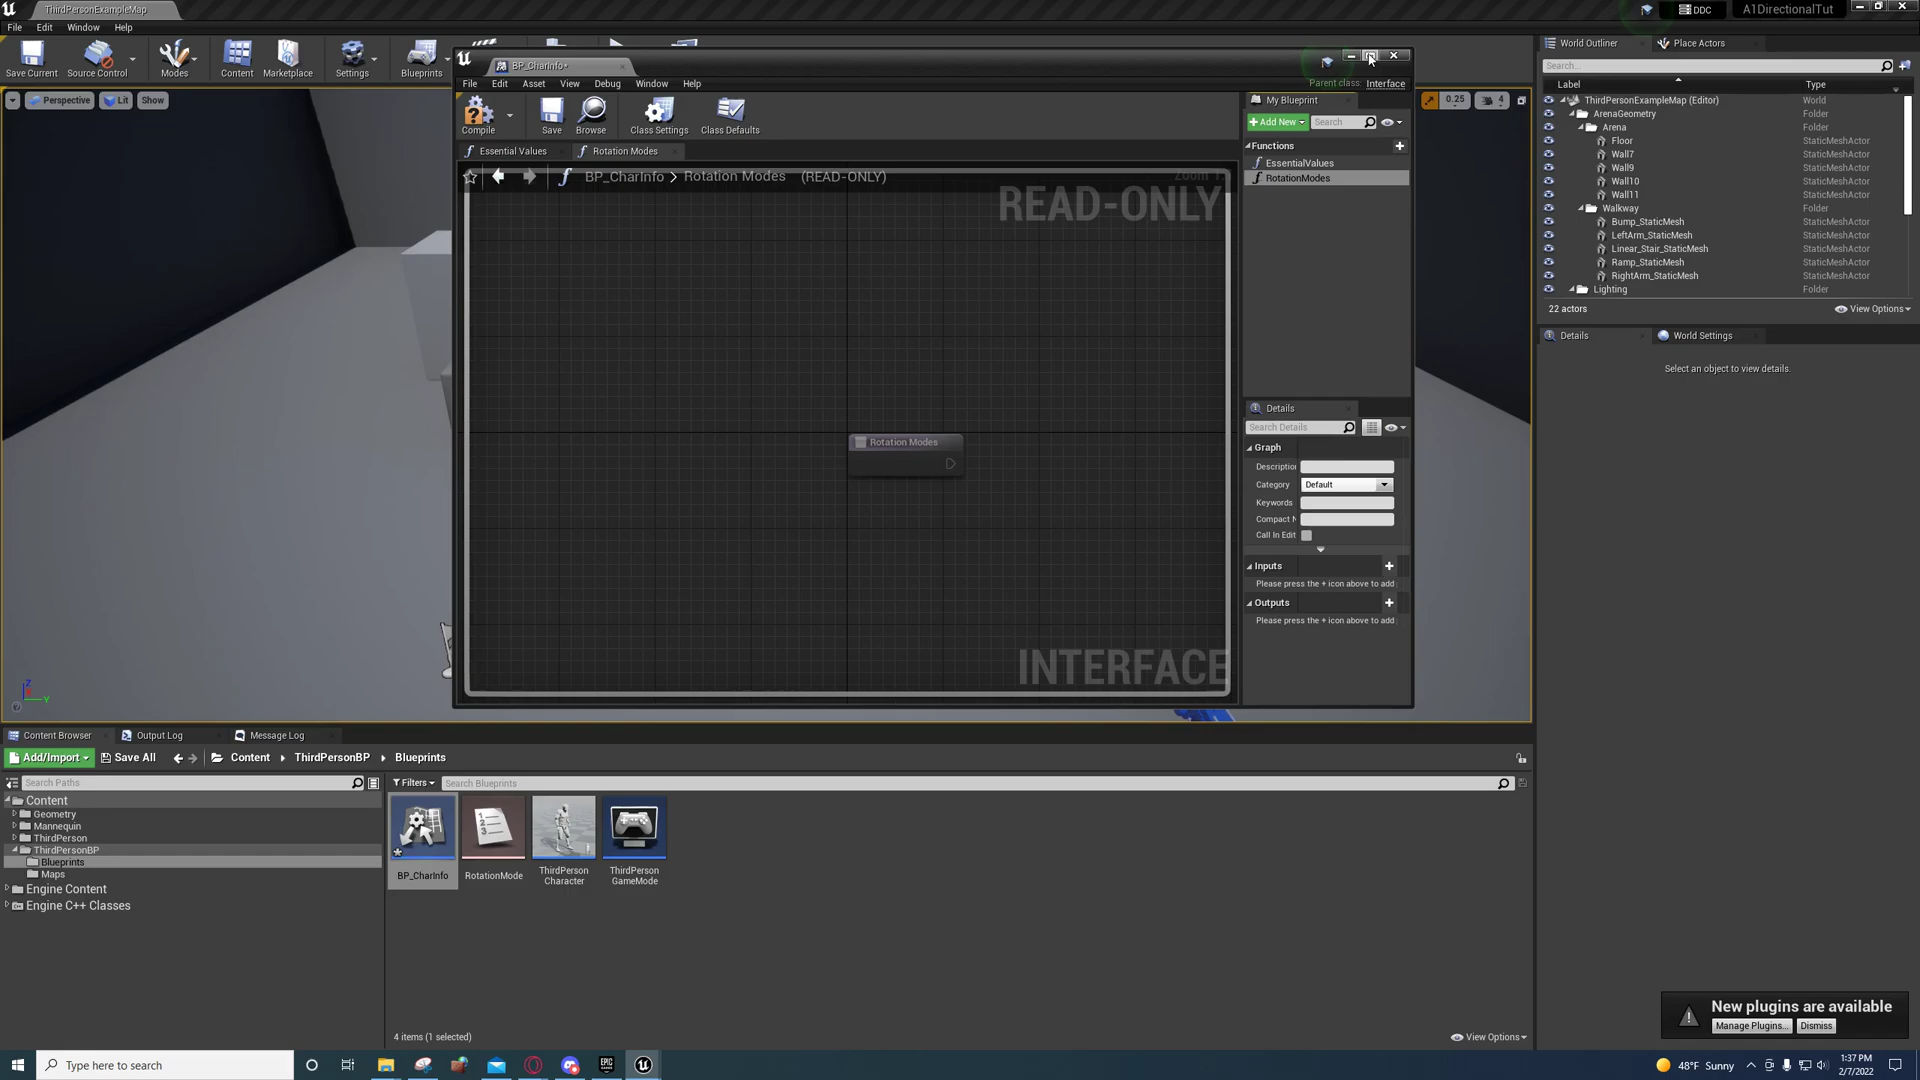 ThirdPersonExampleMap
DDC
A1DirectionalTut
File Edit Window Help
Save Current
Source Control
Modes
Content
Marketplace
Settings
Blueprints
BP_CharInfo*
Parent class: Interface
File Edit Asset View Debug Window Help
Compile
Save
Browse
Class Settings
Class Defaults
Essential Values
Rotation Modes
BP_CharInfo > Rotation Modes (READ-ONLY)
READ-ONLY
Rotation Modes
INTERFACE
My Blueprint
+Add New
Search
Functions
EssentialValues
RotationModes
Details
Search Details
Graph
Description
Category Default
Keywords
Compact N
Call In Edit
Inputs
Please press the + icon above to add
Outputs
Please press the + icon above to add
Perspective
Lit
Show
0.25
4
Z
Y
World Outliner
Place Actors
Search...
Label Type
ThirdPersonExampleMap (Editor) World
ArenaGeometry Folder
Arena Folder
Floor StaticMeshActor
Wall7 StaticMeshActor
Wall9 StaticMeshActor
Wall10 StaticMeshActor
Wall11 StaticMeshActor
Walkway Folder
Bump_StaticMesh StaticMeshActor
LeftArm_StaticMesh StaticMeshActor
Linear_Stair_StaticMesh StaticMeshActor
Ramp_StaticMesh StaticMeshActor
RightArm_StaticMesh StaticMeshActor
Lighting Folder
22 actors
View Options
Details
World Settings
Select an object to view details.
Content Browser
Output Log
Message Log
Add/Import
Save All
Content
ThirdPersonBP
Blueprints
Search Paths
Filters
Search Blueprints
Content
Geometry
Mannequin
ThirdPerson
ThirdPersonBP
Blueprints
Maps
Engine Content
Engine C++ Classes
BP_CharInfo
RotationMode
ThirdPerson
Character
ThirdPerson
GameMode
4 items (1 selected)
View Options
New plugins are available
Manage Plugins...
Dismiss
Type here to search
EPIC
GAMES
48°F Sunny
1:37 PM
2/7/2022